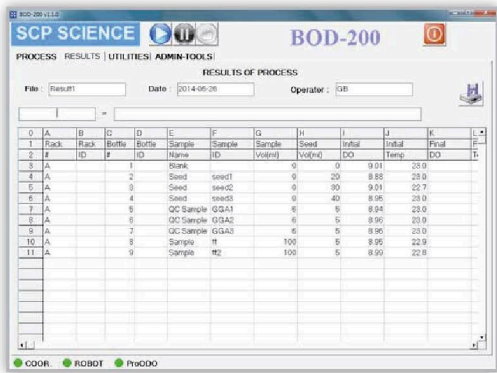 BOD-200 v1.1.0
SCP SCIENCE BOD-200
PROCESS RESULTS | UTILITIES| ADMIN-TOOLS|
RESULTS OF PROCESS
File : Result1 Date : 2014-06-26 Operator : GB
=
0 A B C D E F G H I J K L
1 Rack Rack Bottle Bottle Sample Sample Sample Seed Initial Initial Final F
2 # ID # ID Name ID Vol(ml) Vol(ml) DO Temp DO T
3 A 1 Blank 0 0 9.01 23.0
4 A 2 Seed seed1 0 20 8.88 23.0
5 A 3 Seed seed2 0 30 9.01 22.7
6 A 4 Seed seed3 0 40 8.95 23.0
7 A 5 QC Sample GGA1 6 5 8.94 23.0
8 A 6 QC Sample GGA2 6 5 8.96 23.0
9 A 7 QC Sample GGA3 6 5 8.96 23.0
10 A 8 Sample tt 100 5 8.95 22.9
11 A 9 Sample tt2 100 5 8.99 22.8
COOR. ROBOT ProODO